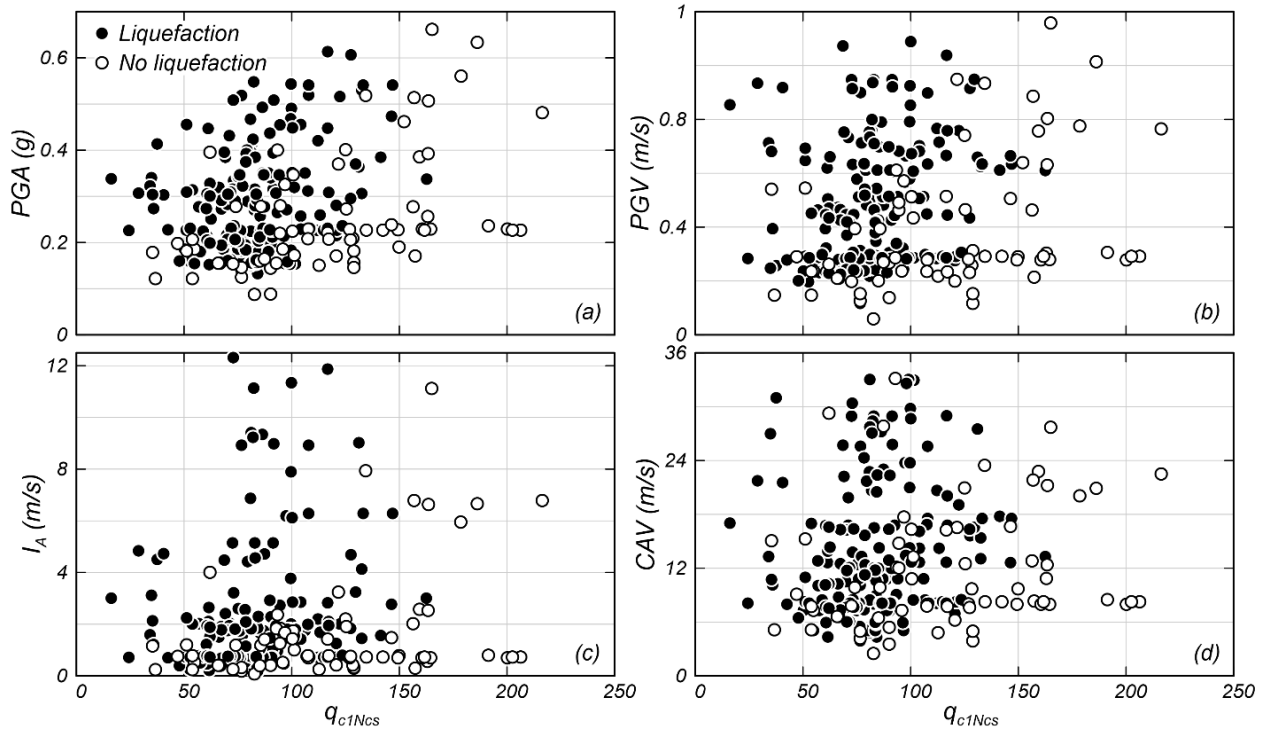 Liquefaction
No liquefaction
PGA (g)
0.6
0.4
0.2
0
(a)
PGV (m/s)
1
0.8
0.4
0
(b)
I_A (m/s)
12
8
4
0
(c)
0 50 100 150 200 250
q_c1Ncs
CAV (m/s)
36
24
12
0
(d)
0 50 100 150 200 250
q_c1Ncs